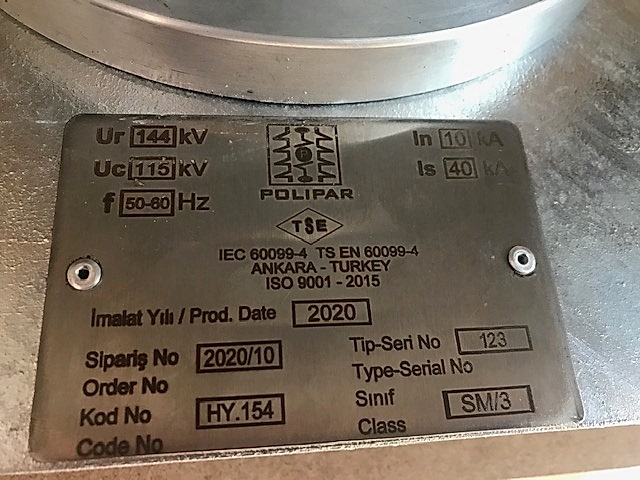 Ur 144 kV
In 10 kA
Uc 115 kV
Is 40 kA
f 50-60 Hz
POLIPAR
TSE
IEC 60099-4 TS EN 60099-4
ANKARA - TURKEY
ISO 9001 - 2015
İmalat Yılı / Prod. Date 2020
Sipariş No 2020/10
Order No
Tip-Seri No 123
Type-Serial No
Kod No HY.154
Code No
Sınıf SM/3
Class